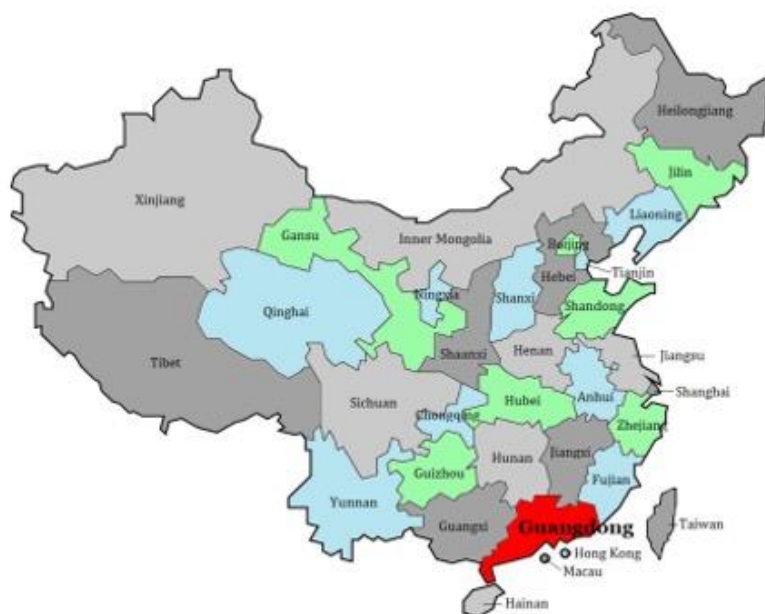 Heilongjiang
Jilin
Xinjiang
Liaoning
Gansu
Inner Mongolia
Beijing
Tianjin
Hebei
Ningxia
Shanxi
Shandong
Qinghai
Henan
Jiangsu
Shaanxi
Tibet
Shanghai
Anhui
Sichuan
Hubei
Chongqing
Zhejiang
Hunan
Jiangxi
Guizhou
Fujian
Yunnan
Guangxi
Guangdong
Taiwan
Hong Kong
Macau
Hainan